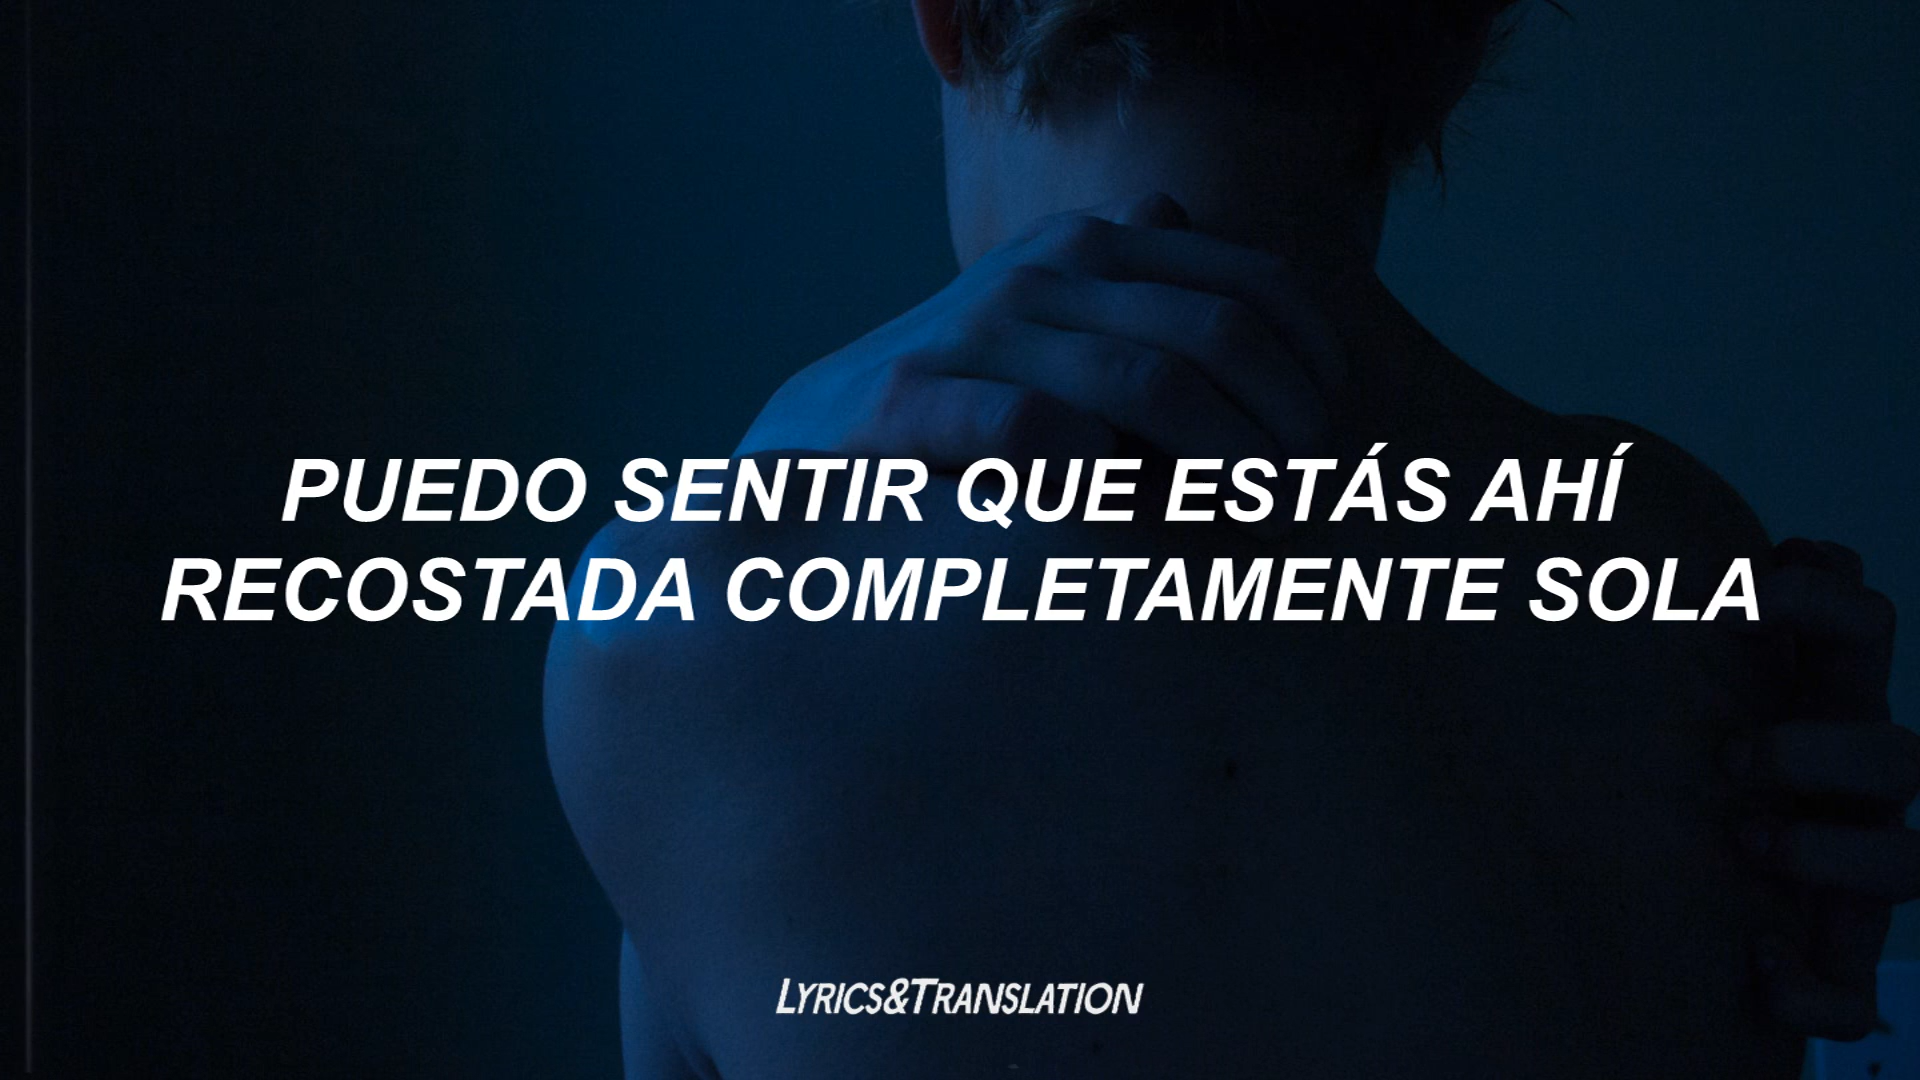 PUEDO SENTIR QUE ESTÁS AHÍ
RECOSTADA COMPLETAMENTE SOLA
LYRICS&TRANSLATION